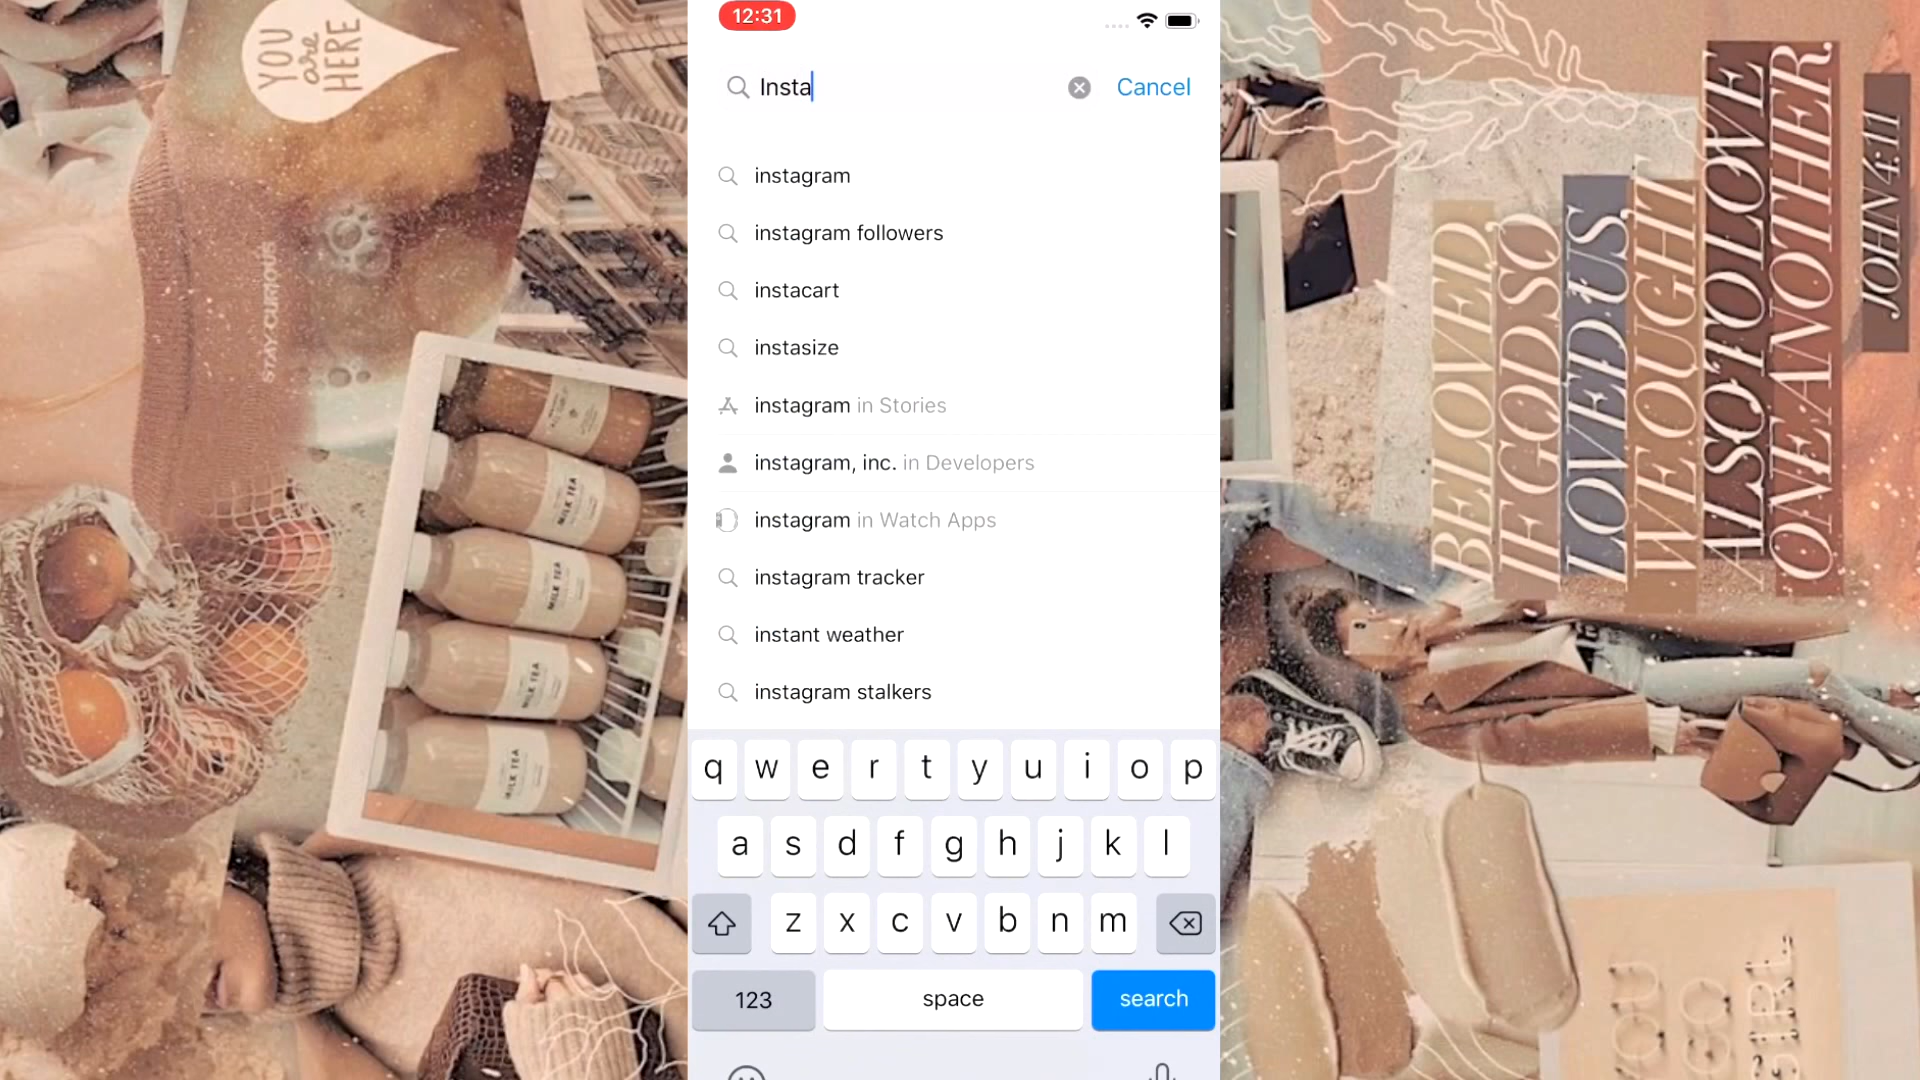 YOU
are
HERE
STAY CURIOUS
MILK TEA
MILK TEA
MILK TEA
MILK TEA
12:31
Insta
Cancel
instagram
instagram followers
instacart
instasize
instagram in Stories
instagram, inc. in Developers
instagram in Watch Apps
instagram tracker
instant weather
instagram stalkers
q w e r t y u i o p
a s d f g h j k l
z x c v b n m
123 space search
BELOVED,
IF GOD SO
LOVED US,
WE OUGHT
ALSO TO LOVE
ONE ANOTHER.
JOHN 4:11
YOU
GO
GIRL